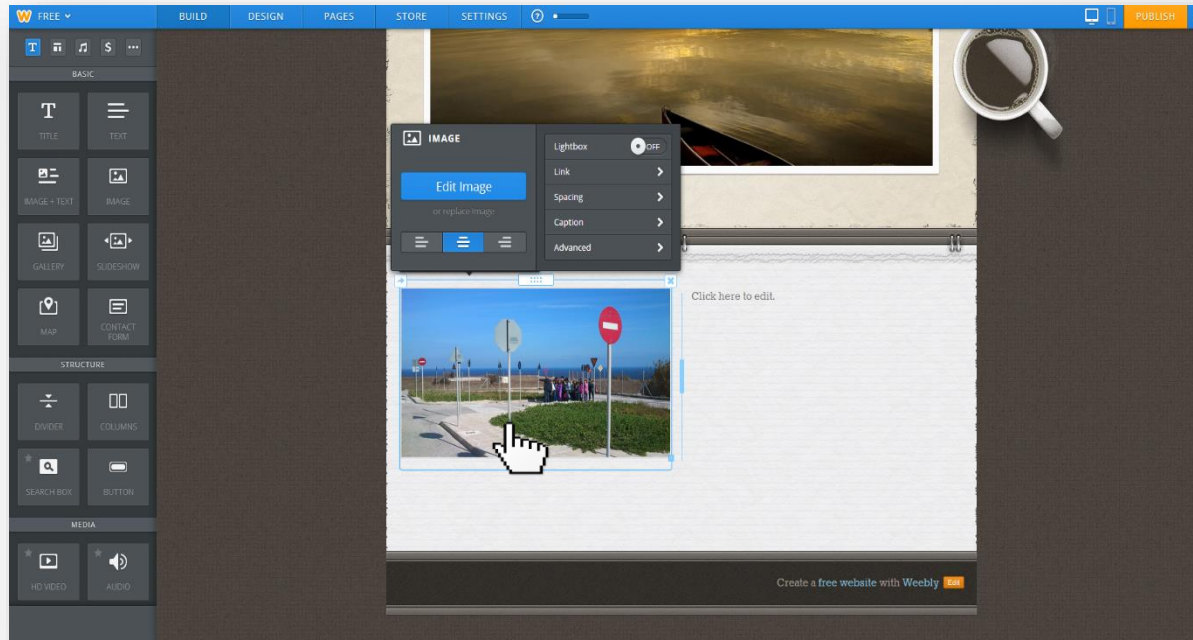 FREE BUILD DESIGN PAGES STORE SETTINGS ? PUBLISH
T $
BASIC
T
TITLE TEXT
IMAGE + TEXT IMAGE
GALLERY SLIDESHOW
MAP CONTACT FORM
STRUCTURE
DIVIDER COLUMNS
SEARCH BOX BUTTON
MEDIA
HD VIDEO AUDIO
IMAGE
Edit Image
or replace image
Lightbox OFF
Link
Spacing
Caption
Advanced
Click here to edit.
Create a free website with Weebly Edit